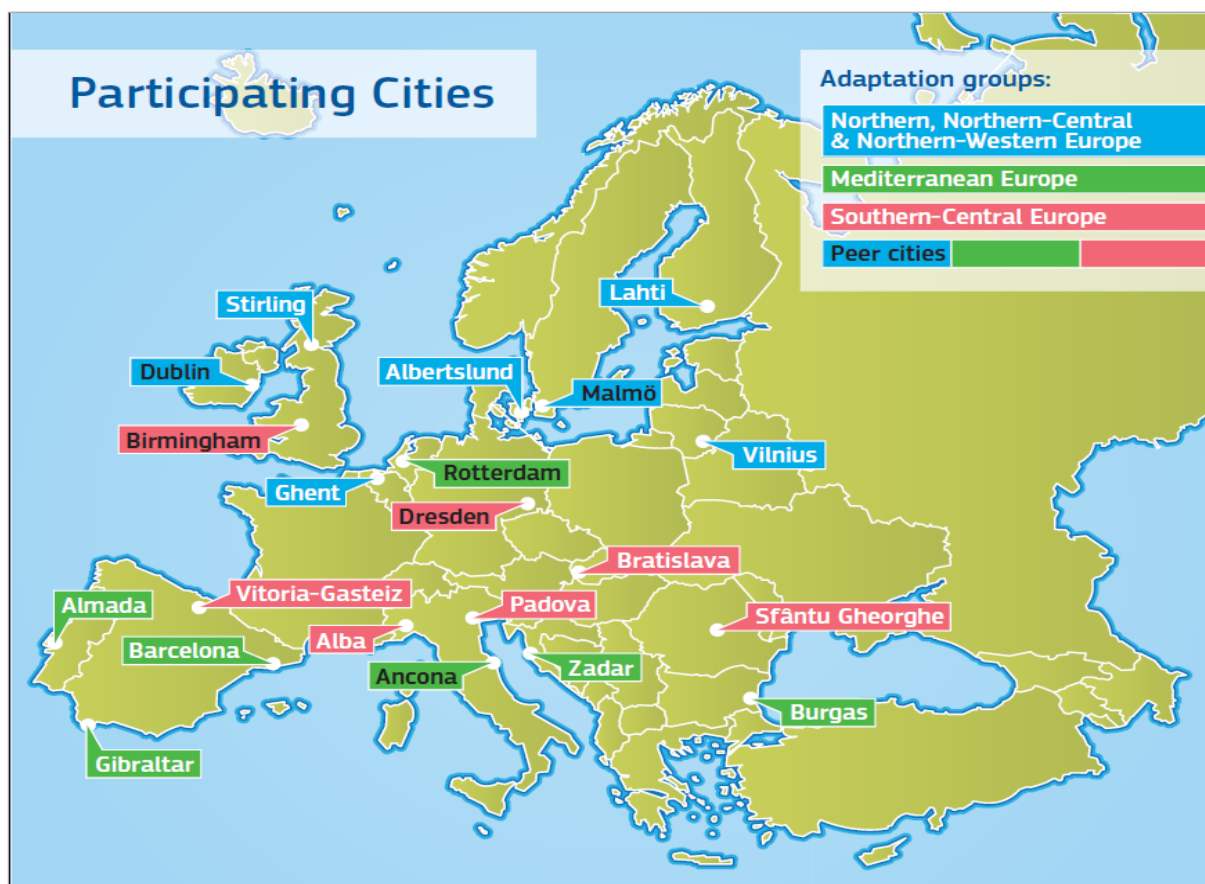 Participating Cities
Adaptation groups:
Northern, Northern-Central
& Northern-Western Europe
Mediterranean Europe
Southern-Central Europe
Peer cities
Stirling
Lahti
Dublin
Albertslund
Malmö
Birmingham
Vilnius
Rotterdam
Ghent
Dresden
Bratislava
Vitoria-Gasteiz
Almada
Padova
Sfântu Gheorghe
Alba
Barcelona
Zadar
Ancona
Burgas
Gibraltar